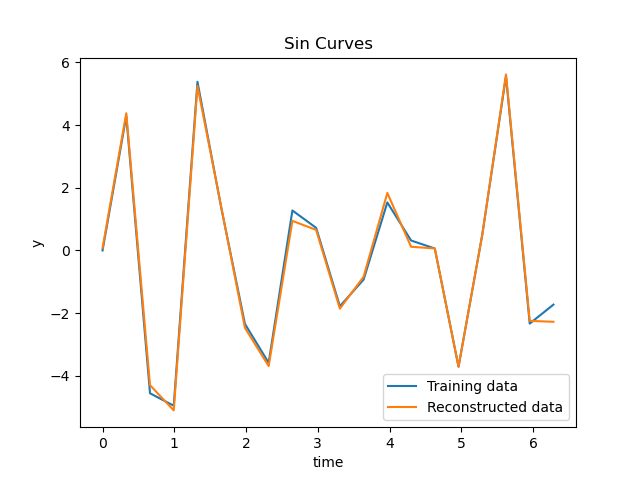 Sin Curves
6
4
2
0
−2
−4
y
0 1 2 3 4 5 6
time
Training data
Reconstructed data